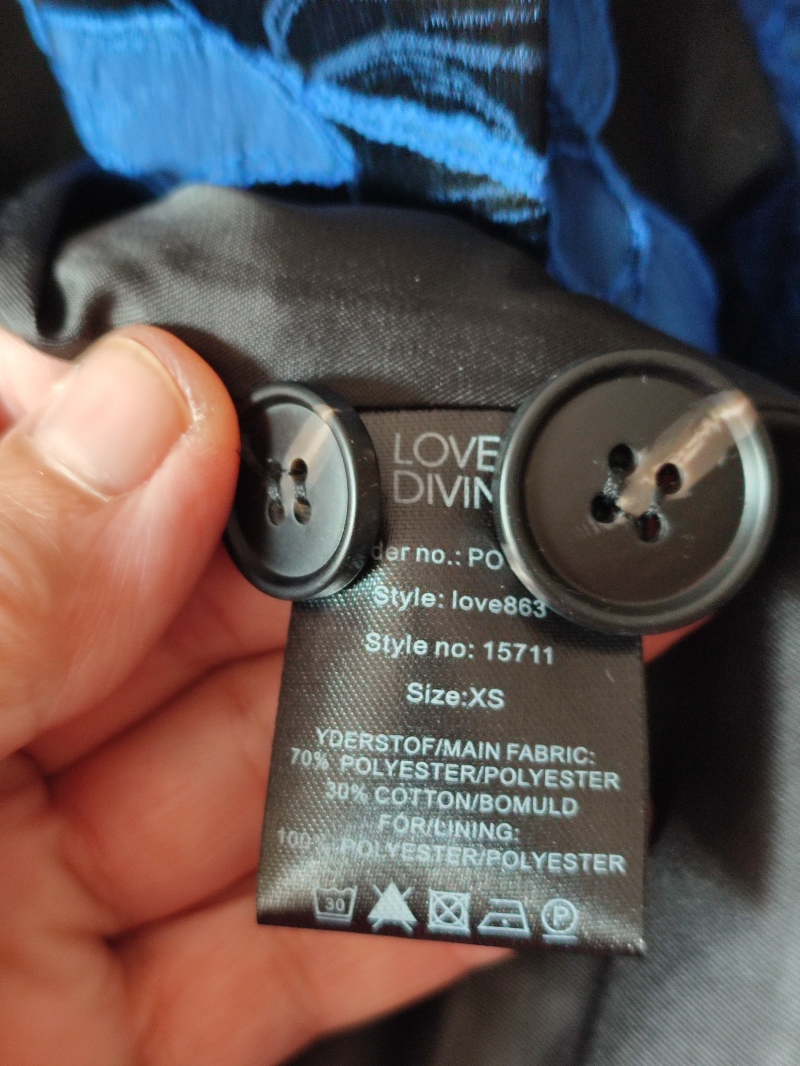 LOVE
DIVIN
der no.: PO
Style: love863
Style no: 15711
Size:XS
YDERSTOF/MAIN FABRIC:
70% POLYESTER/POLYESTER
30% COTTON/BOMULD
FOR/LINING:
100% POLYESTER/POLYESTER
30
P